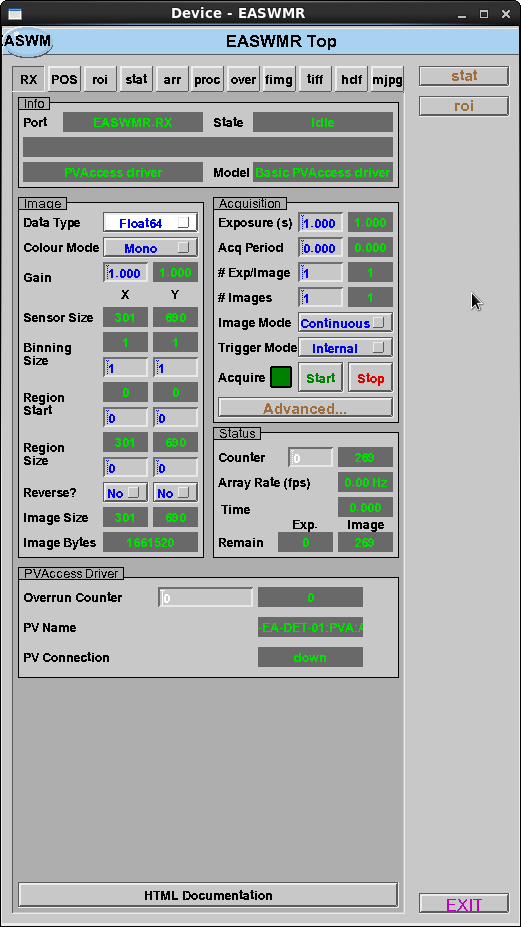 Device - EASWMR
EASWM
EASWMR Top
RX POS roi stat arr proc over fimg tiff hdf mjpg
stat
roi
Info
Port EASWMR.RX State Idle
PVAccess driver Model Basic PVAccess driver
Image
Data Type Float64
Colour Mode Mono
Gain 1.000 1.000
X Y
Sensor Size 301 690
Binning Size 1 1
1 1
Region Start 0 0
0 0
Region Size 301 690
0 0
Reverse? No No
Image Size 301 690
Image Bytes 1661520
Acquisition
Exposure (s) 1.000 1.000
Acq Period 0.000 0.000
# Exp/Image 1 1
# Images 1 1
Image Mode Continuous
Trigger Mode Internal
Acquire Start Stop
Advanced...
Status
Counter 0 269
Array Rate (fps) 0.00 Hz
Time 0.000
Exp. Image
Remain 0 269
PVAccess Driver
Overrun Counter 0 0
PV Name -EA-DET-01:PVA:A
PV Connection down
HTML Documentation
EXIT